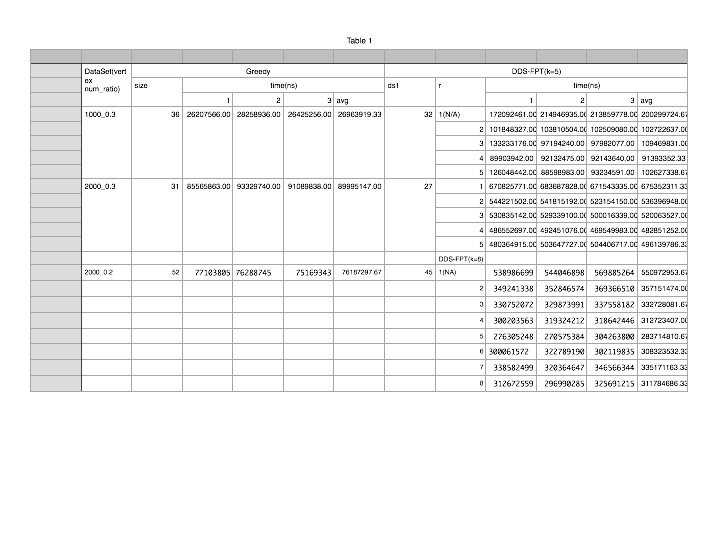 Table 1
DataSet(vertex num_ratio) Greedy DDS-FPT(k=5)
size time(ns) ds1 r time(ns)
1 2 3 avg 1 2 3 avg
1000_0.3 36 26207566.00 28258936.00 26425256.00 26963919.33 32 1(N/A) 172092461.00 214946935.00 213859778.00 200299724.67
2 101848327.00 103810504.00 102509080.00 102722637.00
3 133233176.00 97194240.00 97982077.00 109469831.00
4 89903942.00 92132475.00 92143640.00 91393352.33
5 126048442.00 88598983.00 93234591.00 102627338.67
2000_0.3 31 85565863.00 93329740.00 91089838.00 89995147.00 27 1 670825771.00 683687828.00 671543335.00 675352311.33
2 544221502.00 541815192.00 523154150.00 536396948.00
3 530835142.00 529339100.00 500016339.00 520063527.00
4 486552697.00 492451076.00 469549983.00 482851252.00
5 480364915.00 503647727.00 504406717.00 496139786.33
DDS-FPT(k=8)
2000_0.2 52 77103805 76288745 75169343 76187297.67 45 1(NA) 538986699 544046898 569885264 550972953.67
2 349241338 352846574 369366510 357151474.00
3 330752072 329873991 337558182 332728081.67
4 300203563 319324212 318642446 312723407.00
5 276305248 270575384 304263800 283714810.67
6 300061572 322789190 302119835 308323532.33
7 338582499 320364647 346566344 335171163.33
8 312672559 296990285 325691215 311784686.33